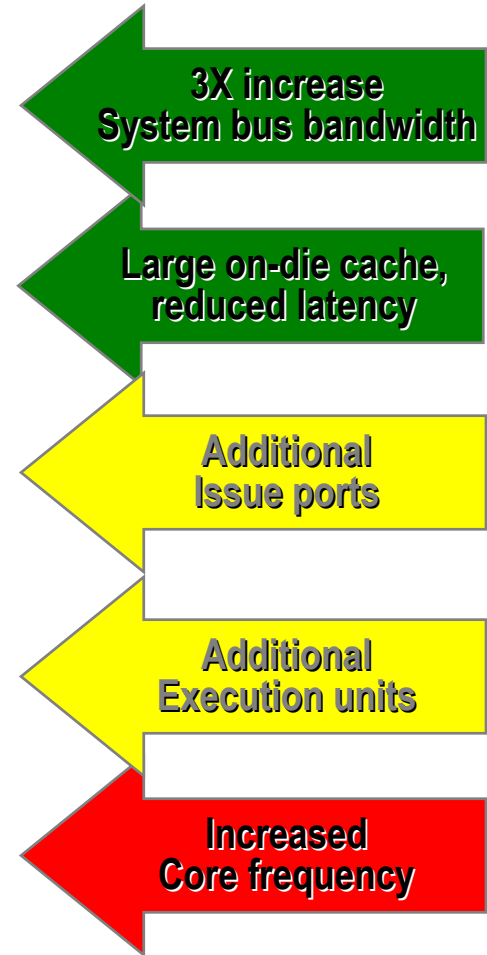 3X increase
System bus bandwidth
Large on-die cache,
reduced latency
Additional
Issue ports
Additional
Execution units
Increased
Core frequency